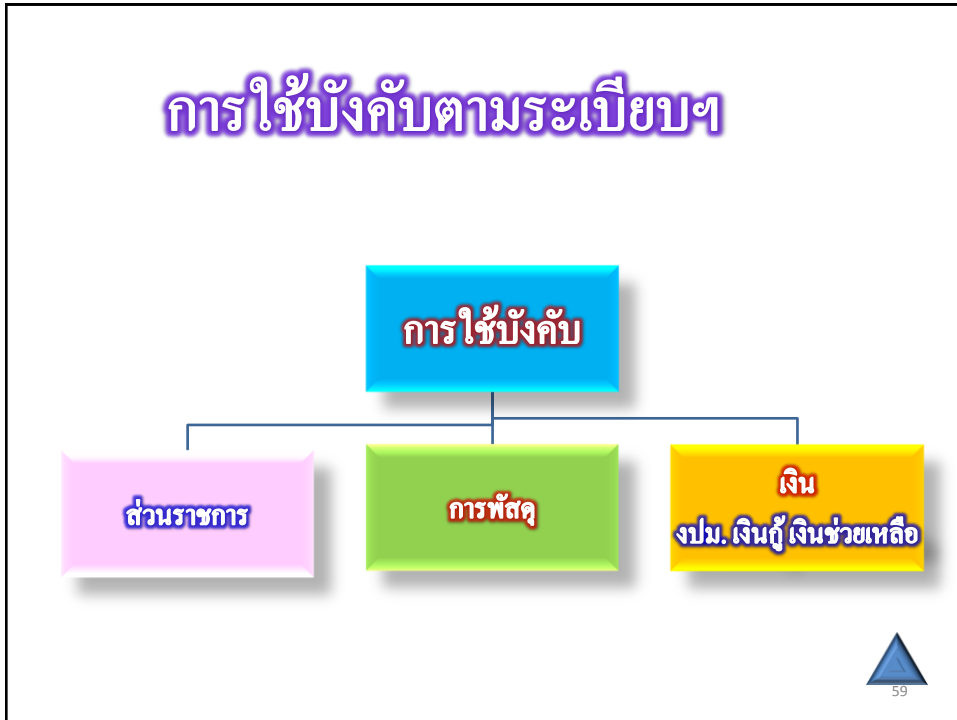 การใช้บังคับตามระเบียบฯ
การใช้บังคับ
ส่วนราชการ
การพัสดุ
เงิน
งปม. เงินกู้ เงินช่วยเหลือ
59